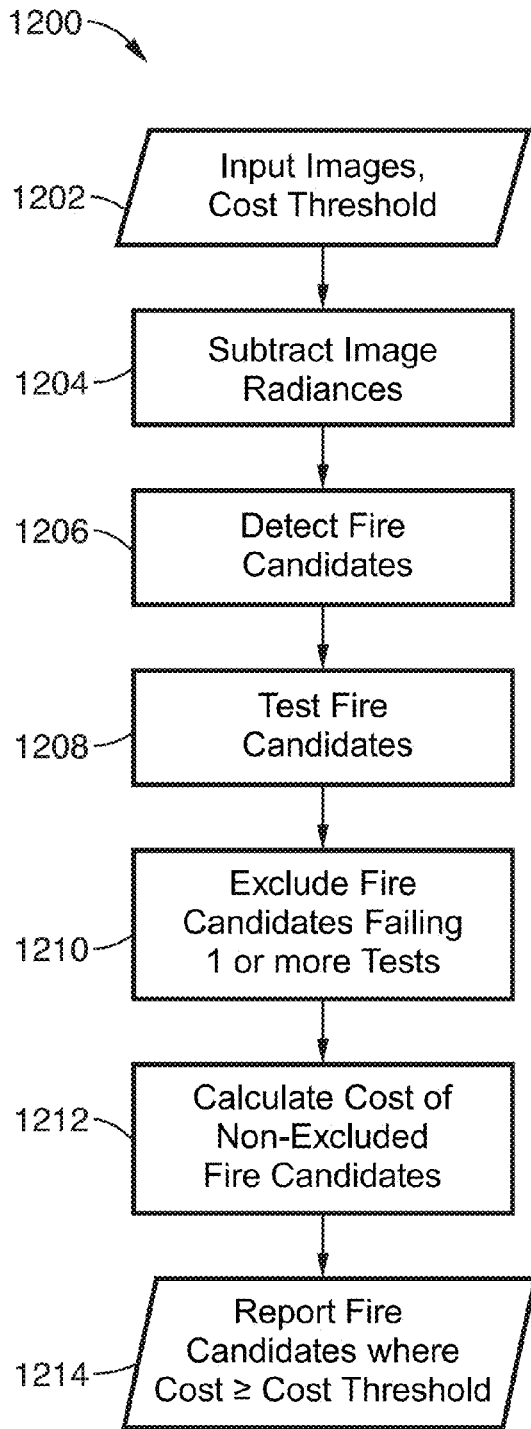 1200
Input Images,
1202
Cost Threshold
Subtract Image
1204
Radiances
1206
Detect Fire
Candidates
Test Fire
1208
Candidates
Exclude Fire
Candidates Failing
1210
1 or more Tests
Calculate Cost of
1212
Non-Excluded
Fire Candidates
Report Fire
Candidates where
1214
Cost ≥ Cost Threshold